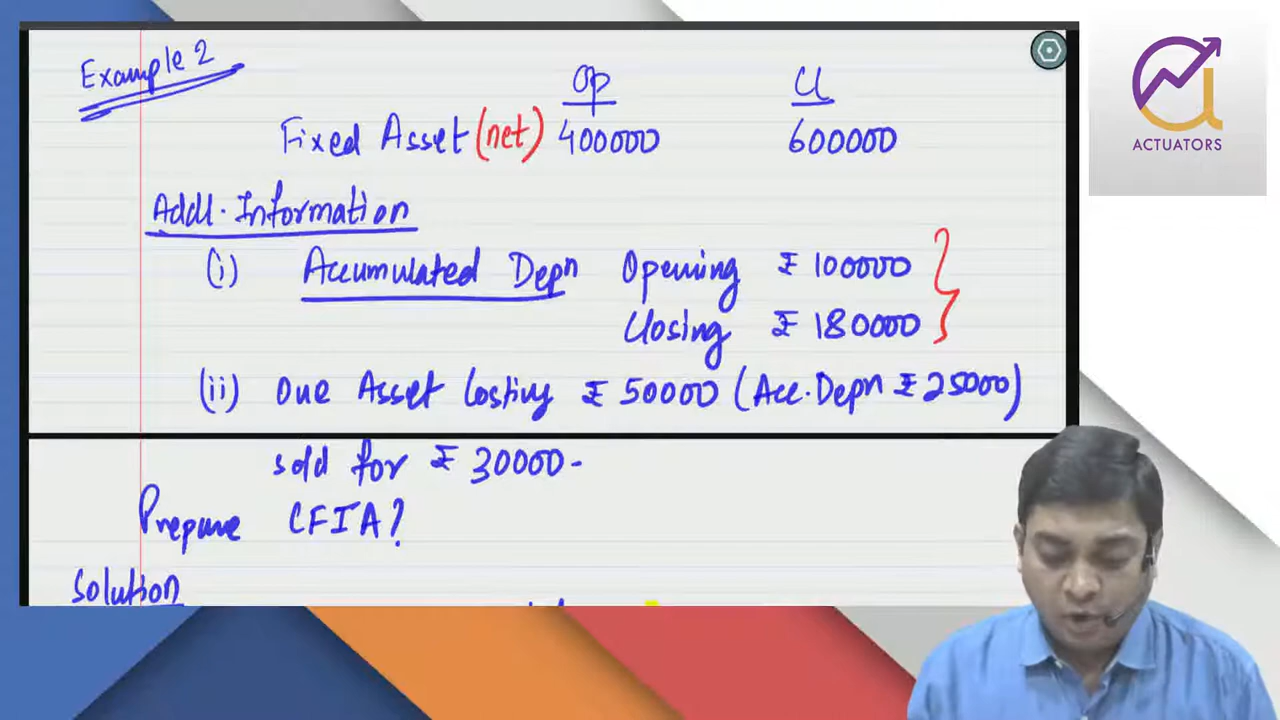 Example 2
Op Cl
Fixed Asset (net) 400000 600000
Addl. Information
(i) Accumulated Depn Opening ₹ 100000
Closing ₹ 180000
(ii) One Asset Costing ₹ 50000 (Acc. Depn ₹ 25000)
sold for ₹ 30000-
Prepare CFIA?
Solution
ACTUATORS